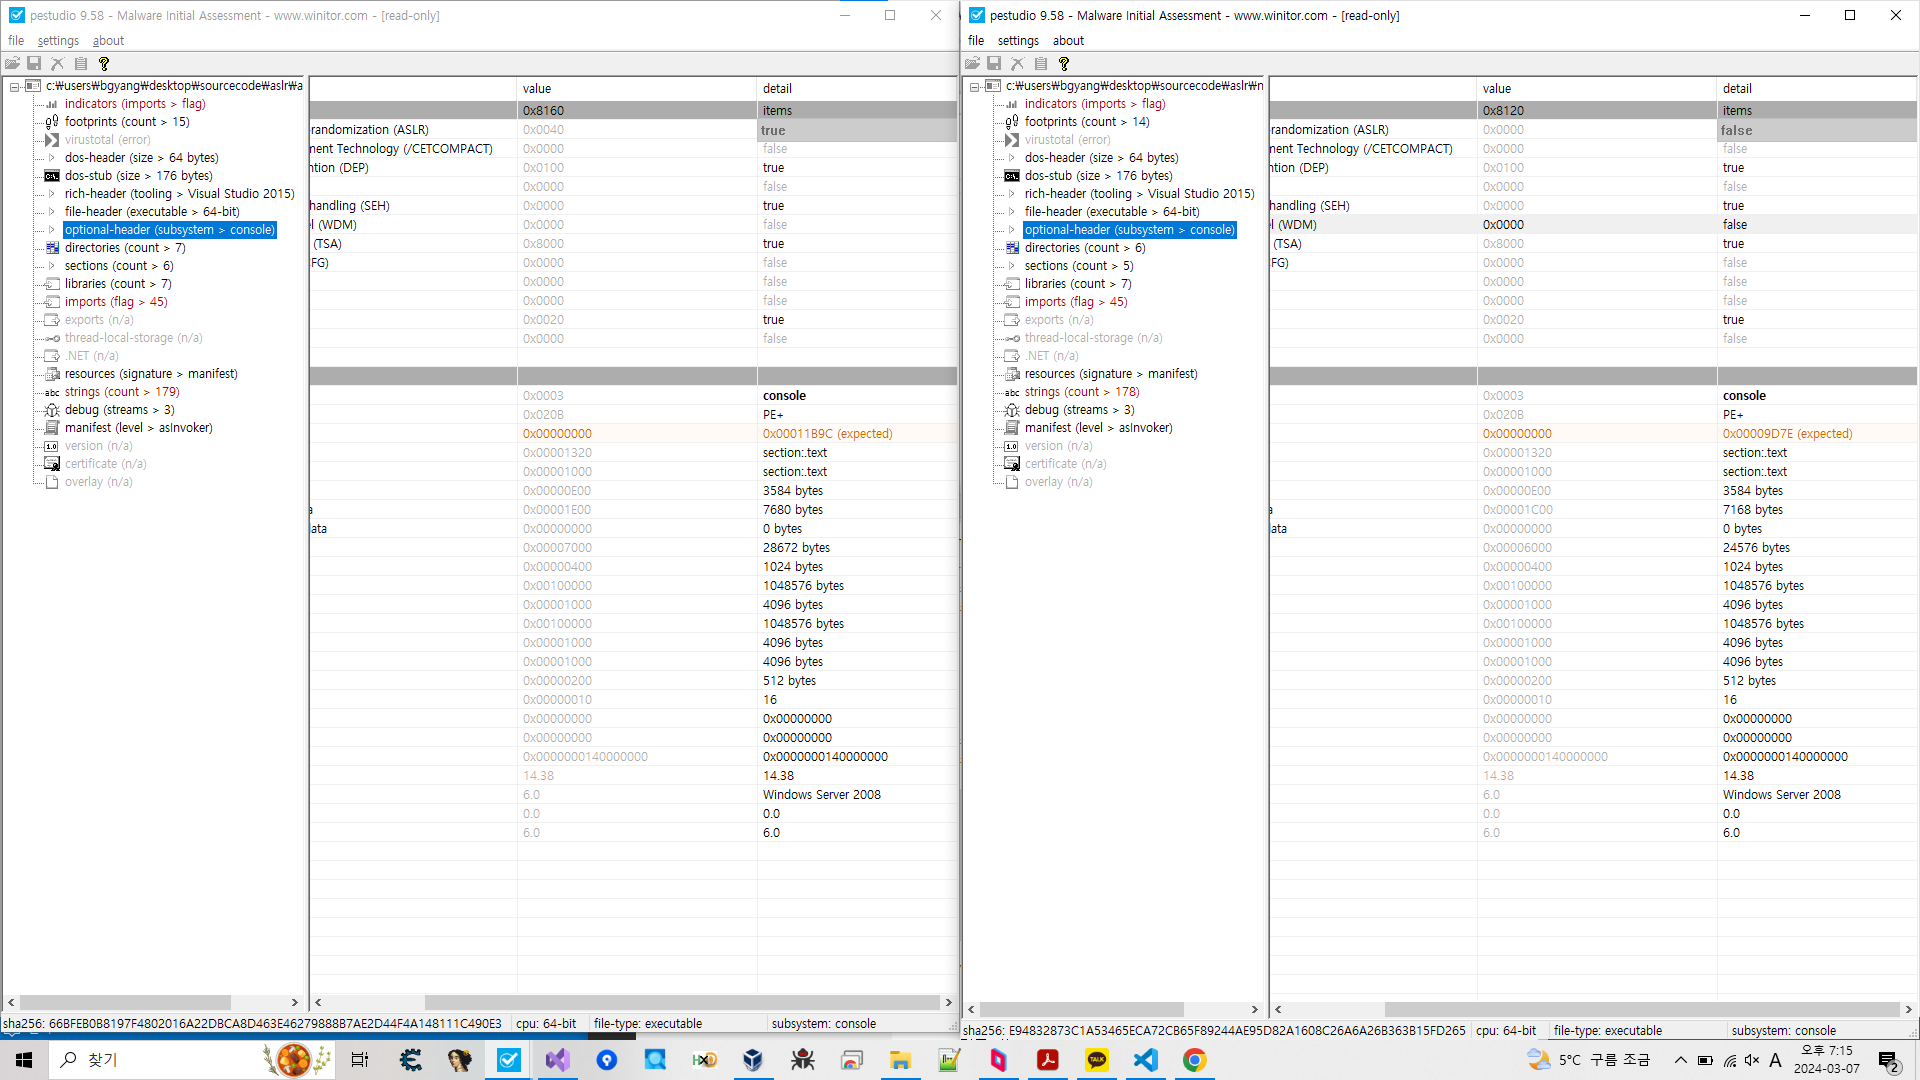 pestudio 9.58 - Malware Initial Assessment - www.winitor.com - [read-only]
file settings about
c:₩users₩bgyang₩desktop₩sourcecode₩aslr₩a
indicators (imports > flag)
footprints (count > 15)
virustotal (error)
dos-header (size > 64 bytes)
dos-stub (size > 176 bytes)
rich-header (tooling > Visual Studio 2015)
file-header (executable > 64-bit)
optional-header (subsystem > console)
directories (count > 7)
sections (count > 6)
libraries (count > 7)
imports (flag > 45)
exports (n/a)
thread-local-storage (n/a)
.NET (n/a)
resources (signature > manifest)
abc strings (count > 179)
debug (streams > 3)
manifest (level > asInvoker)
1.0 version (n/a)
certificate (n/a)
overlay (n/a)
value detail
0x8160 items
randomization (ASLR) 0x0040 true
ment Technology (/CETCOMPACT) 0x0000 false
ntion (DEP) 0x0100 true
0x0000 false
handling (SEH) 0x0000 true
l (WDM) 0x0000 false
(TSA) 0x8000 true
FG) 0x0000 false
0x0000 false
0x0000 false
0x0020 true
0x0000 false
0x0003 console
0x020B PE+
0x00000000 0x00011B9C (expected)
0x00001320 section:.text
0x00001000 section:.text
0x00000E00 3584 bytes
a 0x00001E00 7680 bytes
data 0x00000000 0 bytes
0x00007000 28672 bytes
0x00000400 1024 bytes
0x00100000 1048576 bytes
0x00001000 4096 bytes
0x00100000 1048576 bytes
0x00001000 4096 bytes
0x00001000 4096 bytes
0x00000200 512 bytes
0x00000010 16
0x00000000 0x00000000
0x00000000 0x00000000
0x0000000140000000 0x0000000140000000
14.38 14.38
6.0 Windows Server 2008
0.0 0.0
6.0 6.0
sha256: 66BFEB0B8197F4802016A22DBCA8D463E46279888B7AE2D44F4A148111C490E3 cpu: 64-bit file-type: executable subsystem: console
pestudio 9.58 - Malware Initial Assessment - www.winitor.com - [read-only]
file settings about
c:₩users₩bgyang₩desktop₩sourcecode₩aslr₩n
indicators (imports > flag)
footprints (count > 14)
virustotal (error)
dos-header (size > 64 bytes)
dos-stub (size > 176 bytes)
rich-header (tooling > Visual Studio 2015)
file-header (executable > 64-bit)
optional-header (subsystem > console)
directories (count > 6)
sections (count > 5)
libraries (count > 7)
imports (flag > 45)
exports (n/a)
thread-local-storage (n/a)
.NET (n/a)
resources (signature > manifest)
abc strings (count > 178)
debug (streams > 3)
manifest (level > asInvoker)
1.0 version (n/a)
certificate (n/a)
overlay (n/a)
value detail
0x8120 items
randomization (ASLR) 0x0000 false
ment Technology (/CETCOMPACT) 0x0000 false
ntion (DEP) 0x0100 true
0x0000 false
handling (SEH) 0x0000 true
l (WDM) 0x0000 false
(TSA) 0x8000 true
FG) 0x0000 false
0x0000 false
0x0000 false
0x0020 true
0x0000 false
0x0003 console
0x020B PE+
0x00000000 0x00009D7E (expected)
0x00001320 section:.text
0x00001000 section:.text
0x00000E00 3584 bytes
a 0x00001C00 7168 bytes
data 0x00000000 0 bytes
0x00006000 24576 bytes
0x00000400 1024 bytes
0x00100000 1048576 bytes
0x00001000 4096 bytes
0x00100000 1048576 bytes
0x00001000 4096 bytes
0x00001000 4096 bytes
0x00000200 512 bytes
0x00000010 16
0x00000000 0x00000000
0x00000000 0x00000000
0x0000000140000000 0x0000000140000000
14.38 14.38
6.0 Windows Server 2008
0.0 0.0
6.0 6.0
sha256: E94832873C1A53465ECA72CB65F89244AE95D82A1608C26A6A26B363B15FD265 cpu: 64-bit file-type: executable subsystem: console
찾기
HxD
TALK
5°C 구름 조금
A
오후 7:15
2024-03-07
2